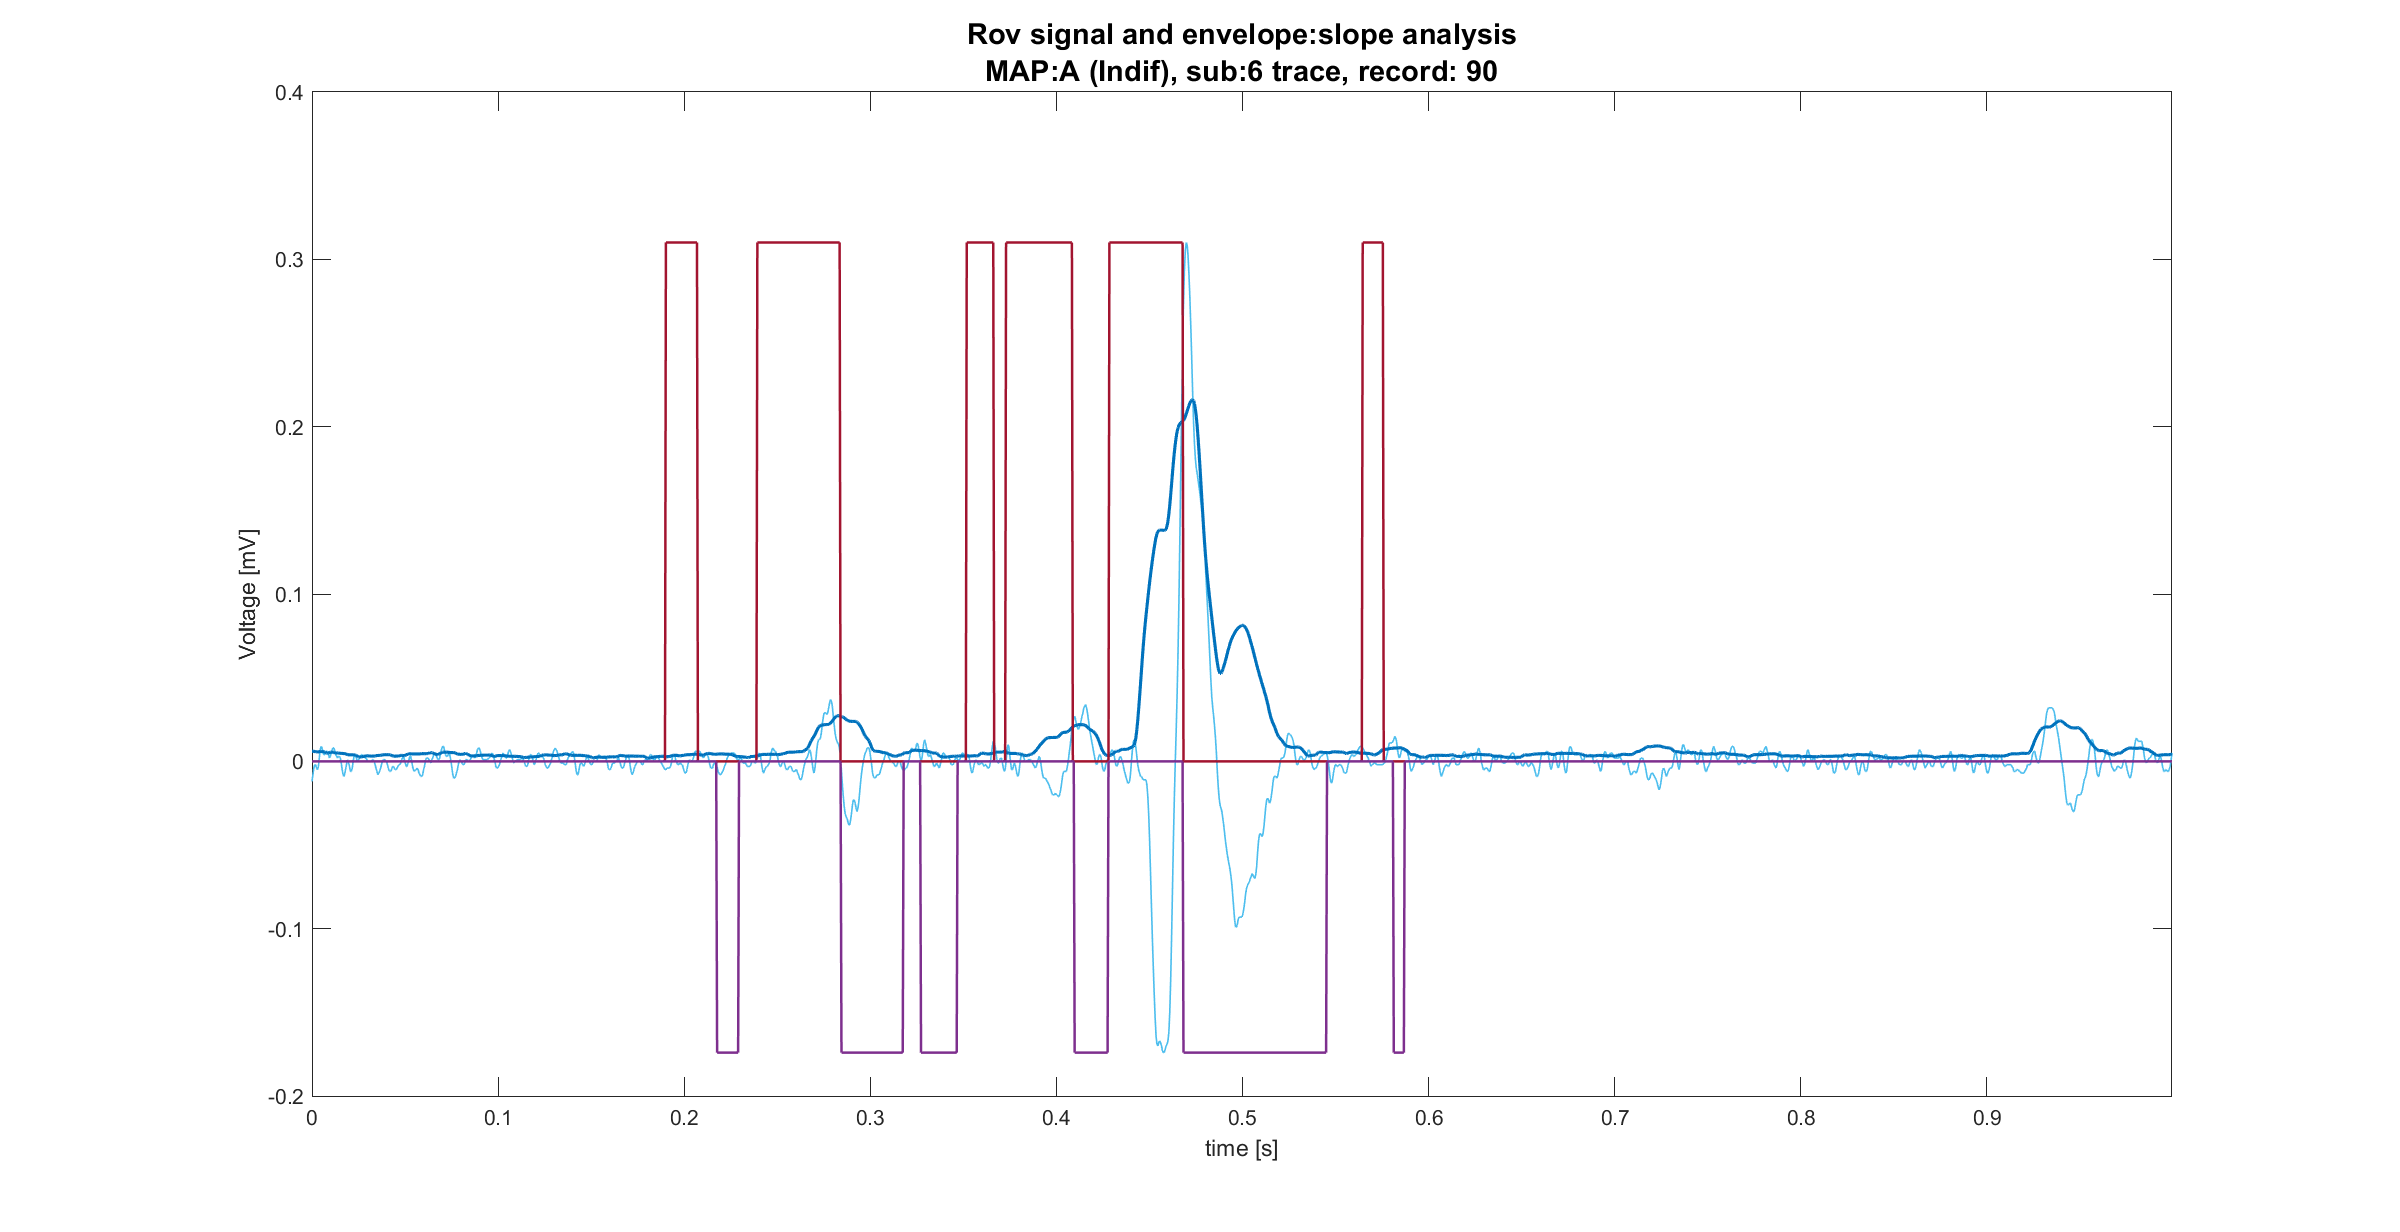 Rov signal and envelope:slope analysis
MAP:A (Indif), sub:6 trace, record: 90
0.4
0.3
0.2
0.1
0
-0.1
-0.2
Voltage [mV]
0 0.1 0.2 0.3 0.4 0.5 0.6 0.7 0.8 0.9
time [s]